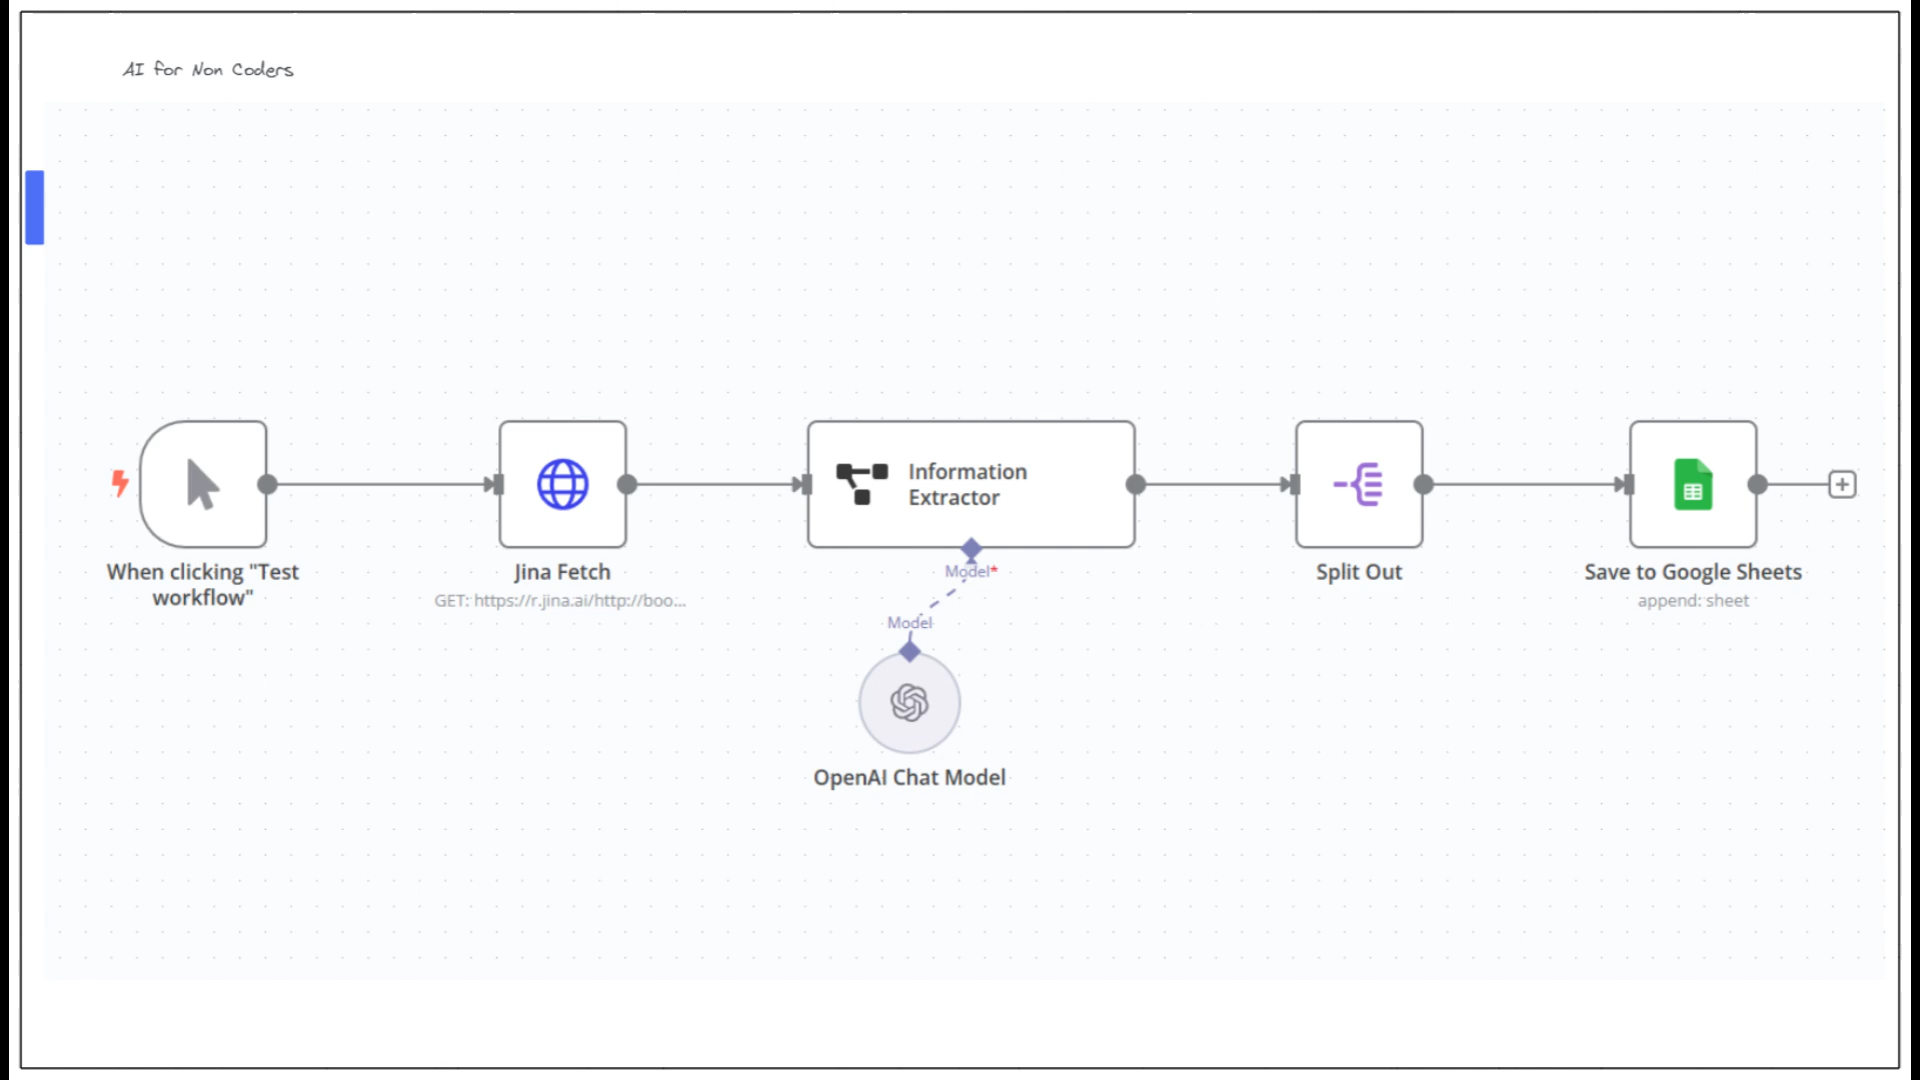 AI for Non Coders
Information
Extractor
When clicking "Test
workflow"
Jina Fetch
GET: https://r.jina.ai/http://boo...
Model*
Model
OpenAI Chat Model
Split Out
Save to Google Sheets
append: sheet